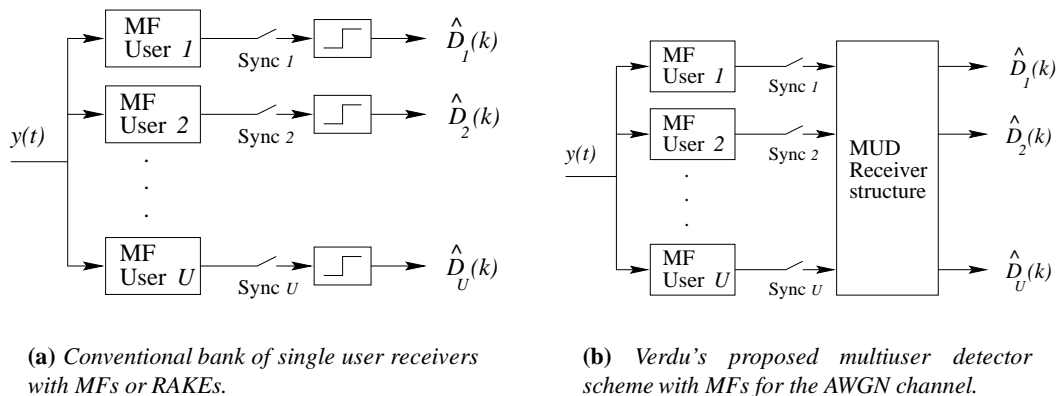 MF
User 1
Sync 1
D̂₁(k)
MF
User 2
Sync 2
D̂₂(k)
y(t)
.
.
.
MF
User U
Sync U
D̂_U(k)
(a) Conventional bank of single user receivers
with MFs or RAKEs.
MF
User 1
Sync 1
D̂₁(k)
MF
User 2
Sync 2
D̂₂(k)
y(t)
.
.
.
MUD
Receiver
structure
MF
User U
Sync U
D̂_U(k)
(b) Verdu's proposed multiuser detector
scheme with MFs for the AWGN channel.